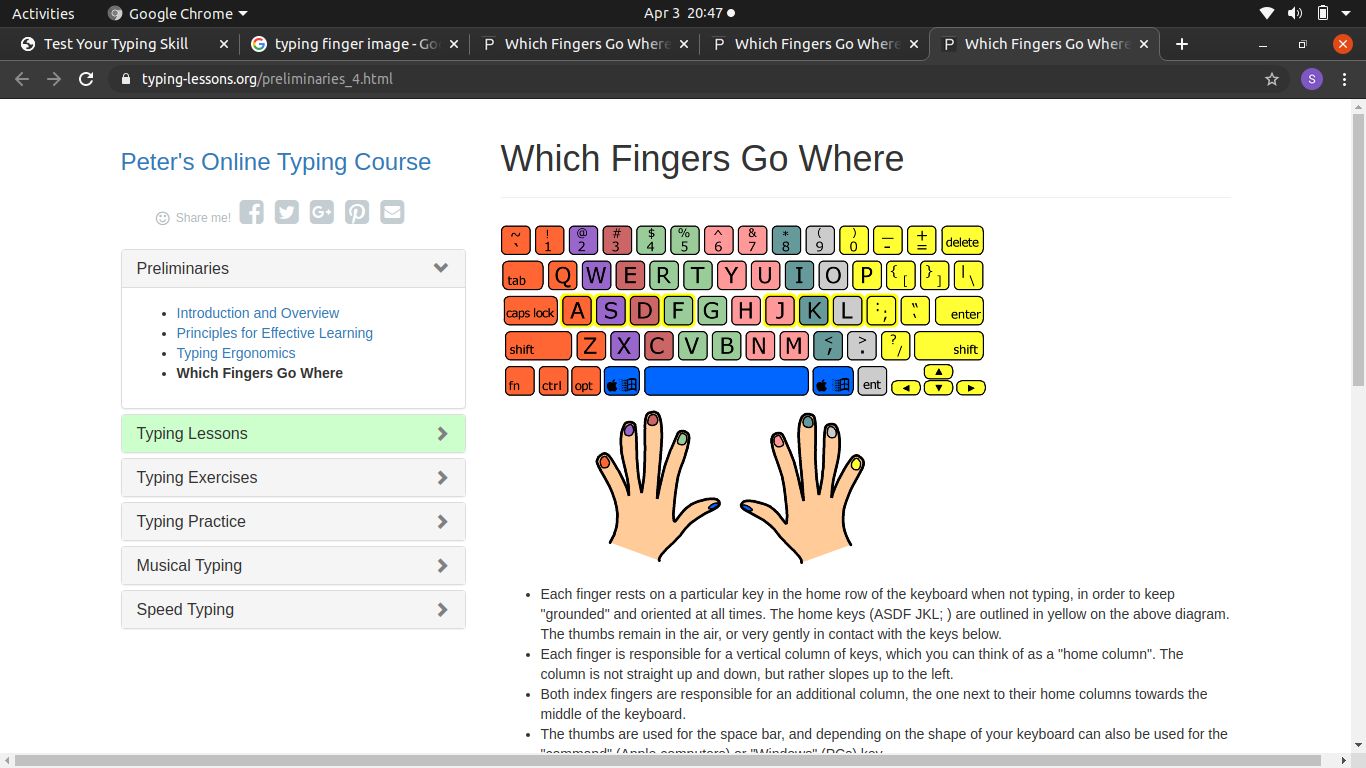 Activities Google Chrome Apr 3 20:47
Test Your Typing Skill typing finger image - Go Which Fingers Go Where Which Fingers Go Where Which Fingers Go Where
typing-lessons.org/preliminaries_4.html S
Peter's Online Typing Course
Share me!
Preliminaries
Introduction and Overview
Principles for Effective Learning
Typing Ergonomics
Which Fingers Go Where
Typing Lessons
Typing Exercises
Typing Practice
Musical Typing
Speed Typing
Which Fingers Go Where
~ ` ! 1 @ 2 # 3 $ 4 % 5 ^ 6 & 7 * 8 ( 9 ) 0 — - + = delete
tab Q W E R T Y U I O P { [ } ] | \
caps lock A S D F G H J K L : ; “ ‘ enter
shift Z X C V B N M < , > . ? / shift
fn ctrl opt ent
Each finger rests on a particular key in the home row of the keyboard when not typing, in order to keep
"grounded" and oriented at all times. The home keys (ASDF JKL; ) are outlined in yellow on the above diagram.
The thumbs remain in the air, or very gently in contact with the keys below.
Each finger is responsible for a vertical column of keys, which you can think of as a "home column". The
column is not straight up and down, but rather slopes up to the left.
Both index fingers are responsible for an additional column, the one next to their home columns towards the
middle of the keyboard.
The thumbs are used for the space bar, and depending on the shape of your keyboard can also be used for the
"command" (Apple computers) or "Windows" (PCs) key.